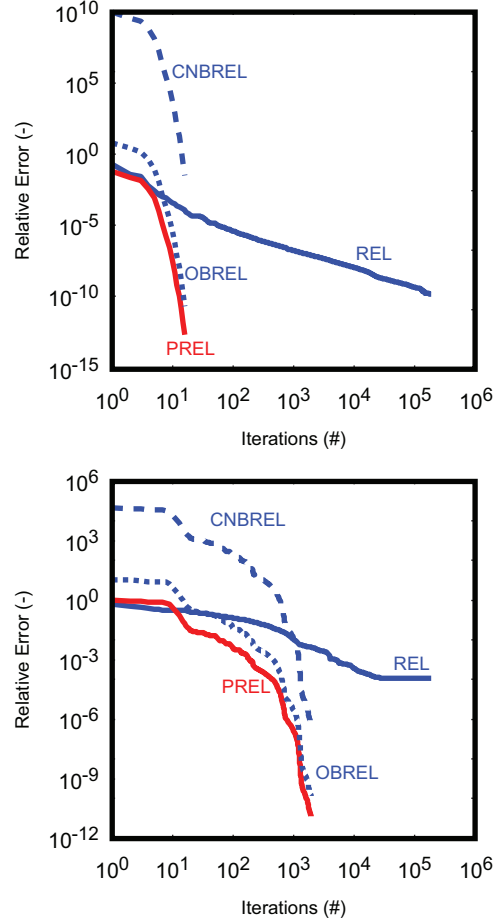 10^10
10^5
10^0
10^-5
10^-10
10^-15
Relative Error (-)
CNBREL
REL
OBREL
PREL
10^0 10^1 10^2 10^3 10^4 10^5 10^6
Iterations (#)
10^6
10^3
10^0
10^-3
10^-6
10^-9
10^-12
Relative Error (-)
CNBREL
REL
PREL
OBREL
10^0 10^1 10^2 10^3 10^4 10^5 10^6
Iterations (#)